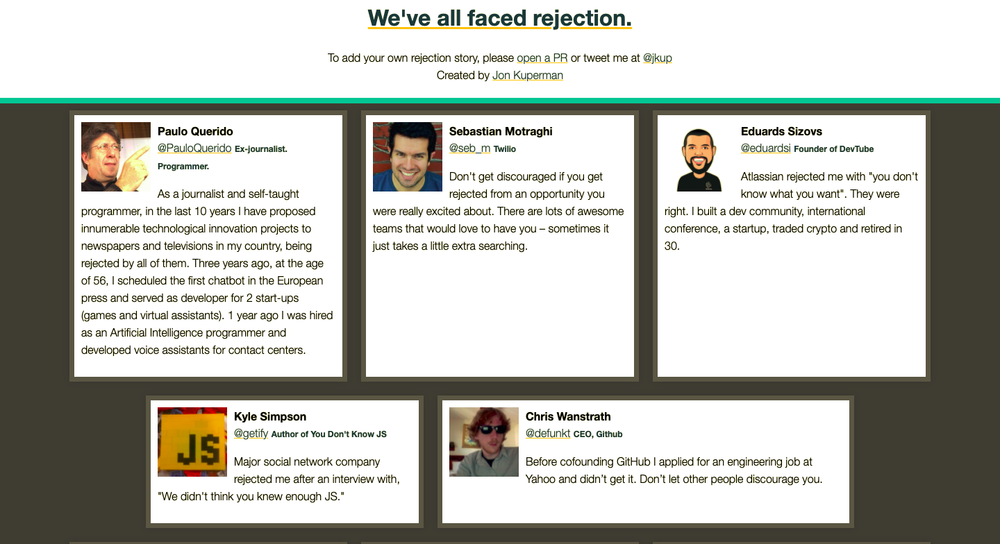 We've all faced rejection.
To add your own rejection story, please open a PR or tweet me at @jkup
Created by Jon Kuperman
Paulo Querido
@PauloQuerido Ex-journalist.
Programmer.
As a journalist and self-taught
programmer, in the last 10 years I have proposed
innumerable technological innovation projects to
newspapers and televisions in my country, being
rejected by all of them. Three years ago, at the age
of 56, I scheduled the first chatbot in the European
press and served as developer for 2 start-ups
(games and virtual assistants). 1 year ago I was hired
as an Artificial Intelligence programmer and
developed voice assistants for contact centers.
Sebastian Motraghi
@seb_m Twilio
Don't get discouraged if you get
rejected from an opportunity you
were really excited about. There are lots of awesome
teams that would love to have you – sometimes it
just takes a little extra searching.
Eduards Sizovs
@eduardsi Founder of DevTube
Atlassian rejected me with "you don't
know what you want". They were
right. I built a dev community, international
conference, a startup, traded crypto and retired in
30.
JS
Kyle Simpson
@getify Author of You Don't Know JS
Major social network company
rejected me after an interview with,
"We didn't think you knew enough JS."
Chris Wanstrath
@defunkt CEO, Github
Before cofounding GitHub I applied for an engineering job at
Yahoo and didn’t get it. Don’t let other people discourage you.